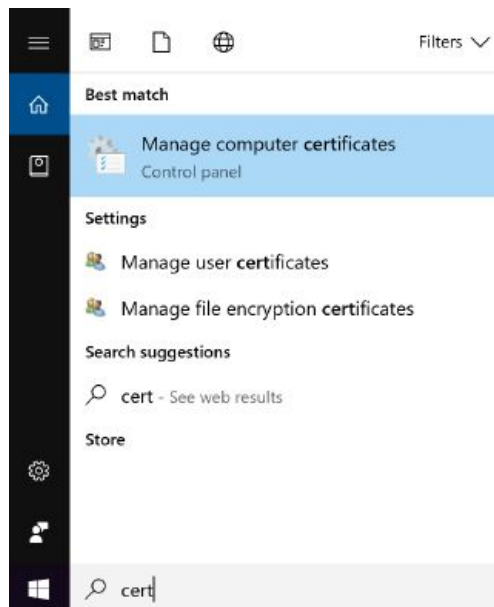 Filters
Best match
Manage computer certificates
Control panel
Settings
Manage user certificates
Manage file encryption certificates
Search suggestions
cert - See web results
Store
cert